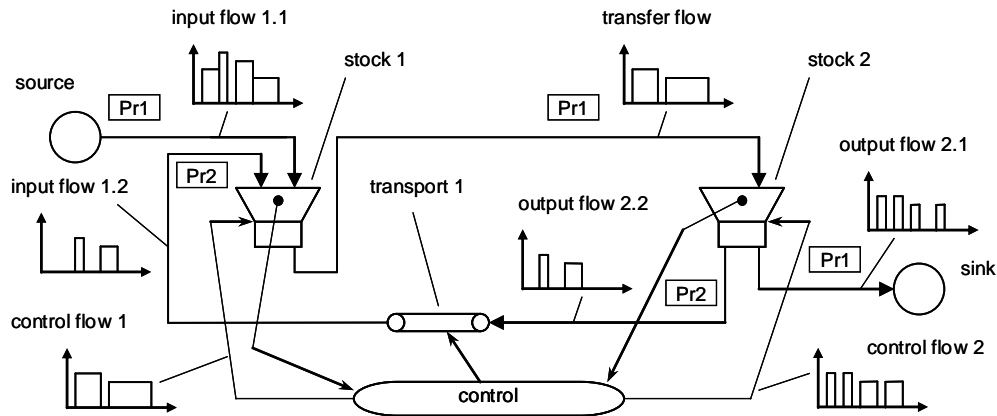 input flow 1.1
transfer flow
stock 1
stock 2
source
Pr1
Pr1
output flow 2.1
Pr2
input flow 1.2
transport 1
output flow 2.2
Pr1
sink
Pr2
control flow 1
control flow 2
control